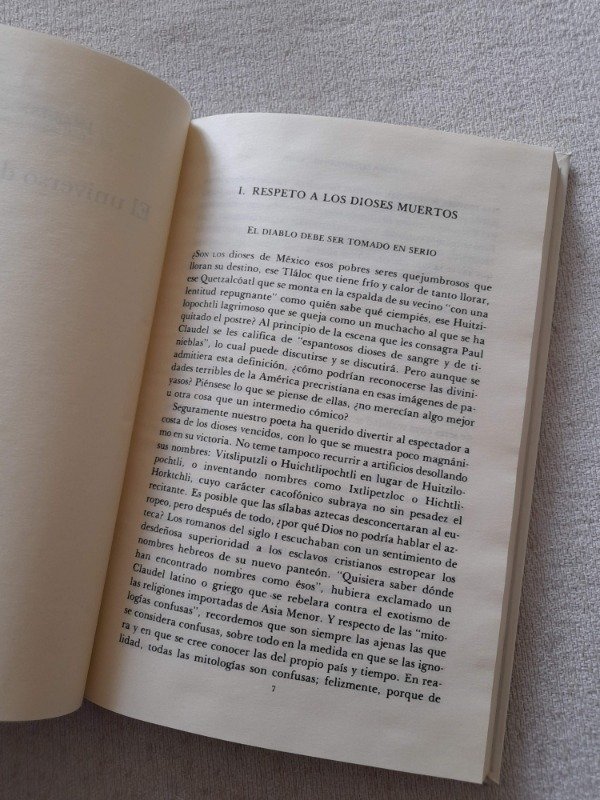 I. RESPETO A LOS DIOSES MUERTOS
EL DIABLO DEBE SER TOMADO EN SERIO
¿SON LOS dioses de México esos pobres seres quejumbrosos que
lloran su destino, ese Tláloc que tiene frío y calor de tanto llorar,
ese Quetzalcóatl que se monta en la espalda de su vecino "con una
lentitud repugnante" como quién sabe qué ciempiés, ese Huitzi-
lopochtli lagrimoso que se queja como un muchacho al que se ha
quitado el postre? Al principio de la escena que les consagra Paul
Claudel se les califica de "espantosos dioses de sangre y de ti-
nieblas", lo cual puede discutirse y se discutirá. Pero aunque se
admitiera esta definición, ¿cómo podrían reconocerse las divini-
dades terribles de la América precristiana en esas imágenes de pa-
yasos? Piénsese lo que se piense de ellas, ¿no merecían algo mejor
u otra cosa que un intermedio cómico?
Seguramente nuestro poeta ha querido divertir al espectador a
costa de los dioses vencidos, con lo que se muestra poco magnáni-
mo en su victoria. No teme tampoco recurrir a artificios desollando
sus nombres: Vitsliputzli o Huichtlipochtli en lugar de Huitzilo-
pochtli, o inventando nombres como Ixtlipetzloc o Hichtli-
Horktchli, cuyo carácter cacofónico subraya no sin pesadez el
recitante. Es posible que las sílabas aztecas desconcertaran al eu-
ropeo, pero después de todo, ¿por qué Dios no podría hablar el az-
teca? Los romanos del siglo I escuchaban con un sentimiento de
desdeñosa superioridad a los esclavos cristianos estropear los
nombres hebreos de su nuevo panteón. "Quisiera saber dónde
han encontrado nombres como ésos", hubiera exclamado un
Claudel latino o griego que se rebelara contra el exotismo de
las religiones importadas de Asia Menor. Y respecto de las "mito-
logías confusas", recordemos que son siempre las ajenas las que
se considera confusas, sobre todo en la medida en que se las igno-
ra y en que se cree conocer las del propio país y tiempo. En rea-
lidad, todas las mitologías son confusas; felizmente, porque de
7